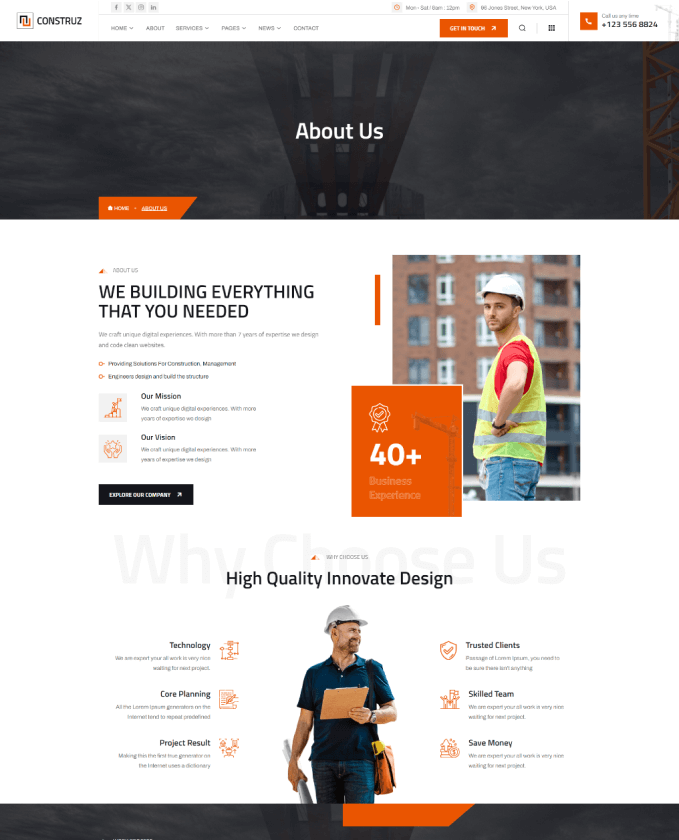 CONSTRUZ
Mon - Sat / 8am : 12pm
66 Jones Street, New York, USA
HOME
ABOUT
SERVICES
PAGES
NEWS
CONTACT
GET IN TOUCH
Call us any time
+123 556 8824
About Us
HOME
ABOUT US
ABOUT US
WE BUILDING EVERYTHING
THAT YOU NEEDED
We craft unique digital experiences. With more than 7 years of expertise we design
and code clean websites.
Providing Solutions For Construction, Management
Engineers design and build the structure
Our Mission
We craft unique digital experiences. With more
years of expertise we design
Our Vision
We craft unique digital experiences. With more
years of expertise we design
EXPLORE OUR COMPANY
40+
Business
Experience
Why Choose Us
WHY CHOOSE US
High Quality Innovate Design
Technology
We are expert your all work is very nice
waiting for next project.
Core Planning
All the Lorem Ipsum generators on the
Internet tend to repeat predefined
Project Result
Making this the first true generator on
the Internet uses a dictionary
Trusted Clients
Passage of Lorem Ipsum, you need to
be sure there isn't anything
Skilled Team
We are expert your all work is very nice
waiting for next project.
Save Money
We are expert your all work is very nice
waiting for next project.